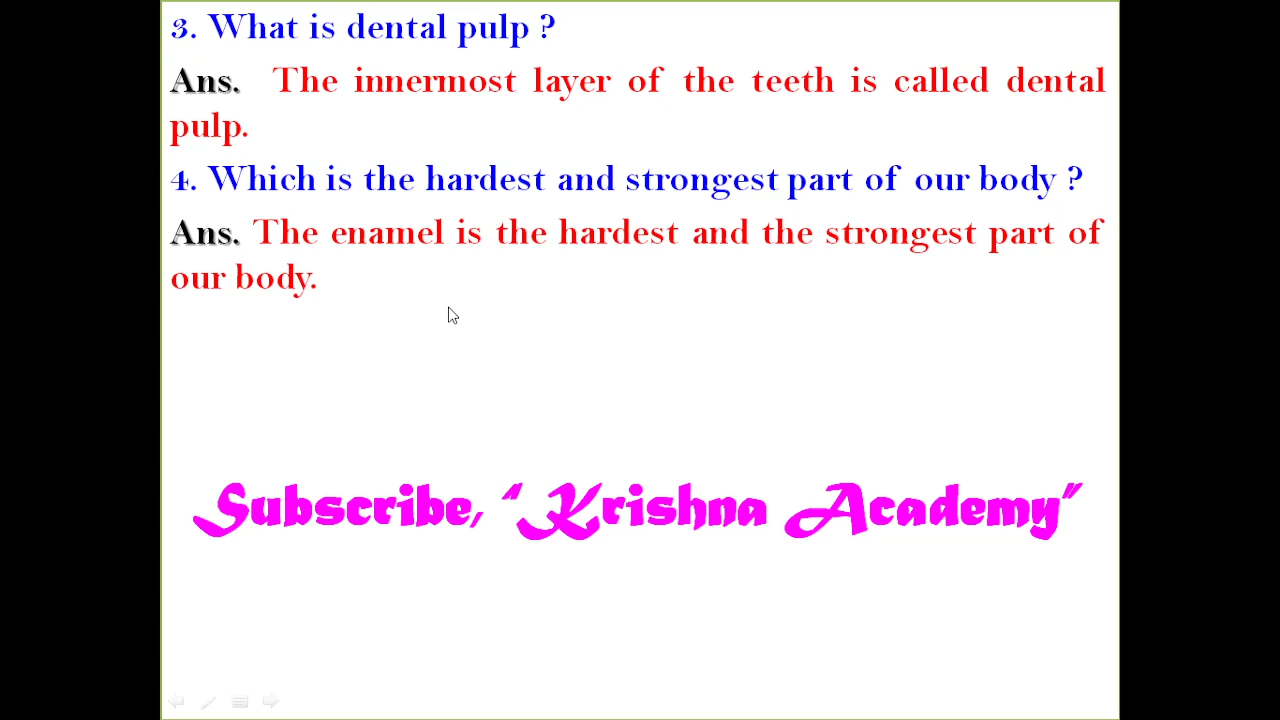 3. What is dental pulp ?
Ans. The innermost layer of the teeth is called dental
pulp.
4. Which is the hardest and strongest part of our body ?
Ans. The enamel is the hardest and the strongest part of
our body.
Subscribe, “Krishna Academy”